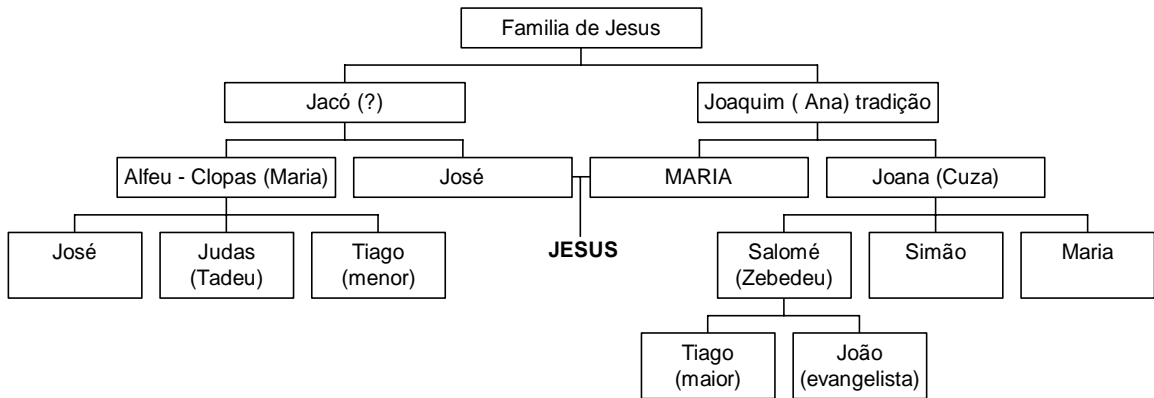 Familia de Jesus
Jacó (?)
Joaquim ( Ana) tradição
Alfeu - Clopas (Maria)
José
MARIA
Joana (Cuza)
JESUS
José
Judas
(Tadeu)
Tiago
(menor)
Salomé
(Zebedeu)
Simão
Maria
Tiago
(maior)
João
(evangelista)